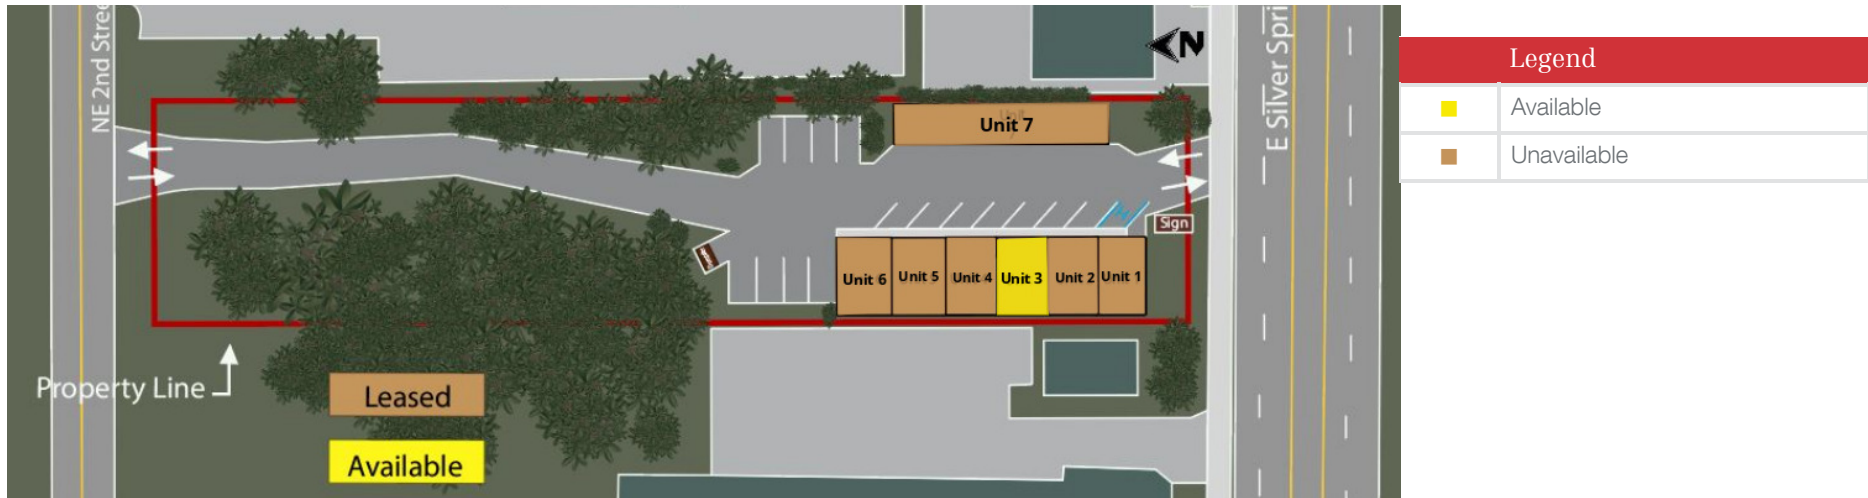 NE 2nd Stree
N
E Silver Spri
Unit 7
Sign
Unit 6
Unit 5
Unit 4
Unit 3
Unit 2
Unit 1
Property Line
Leased
Available
Legend
Available
Unavailable